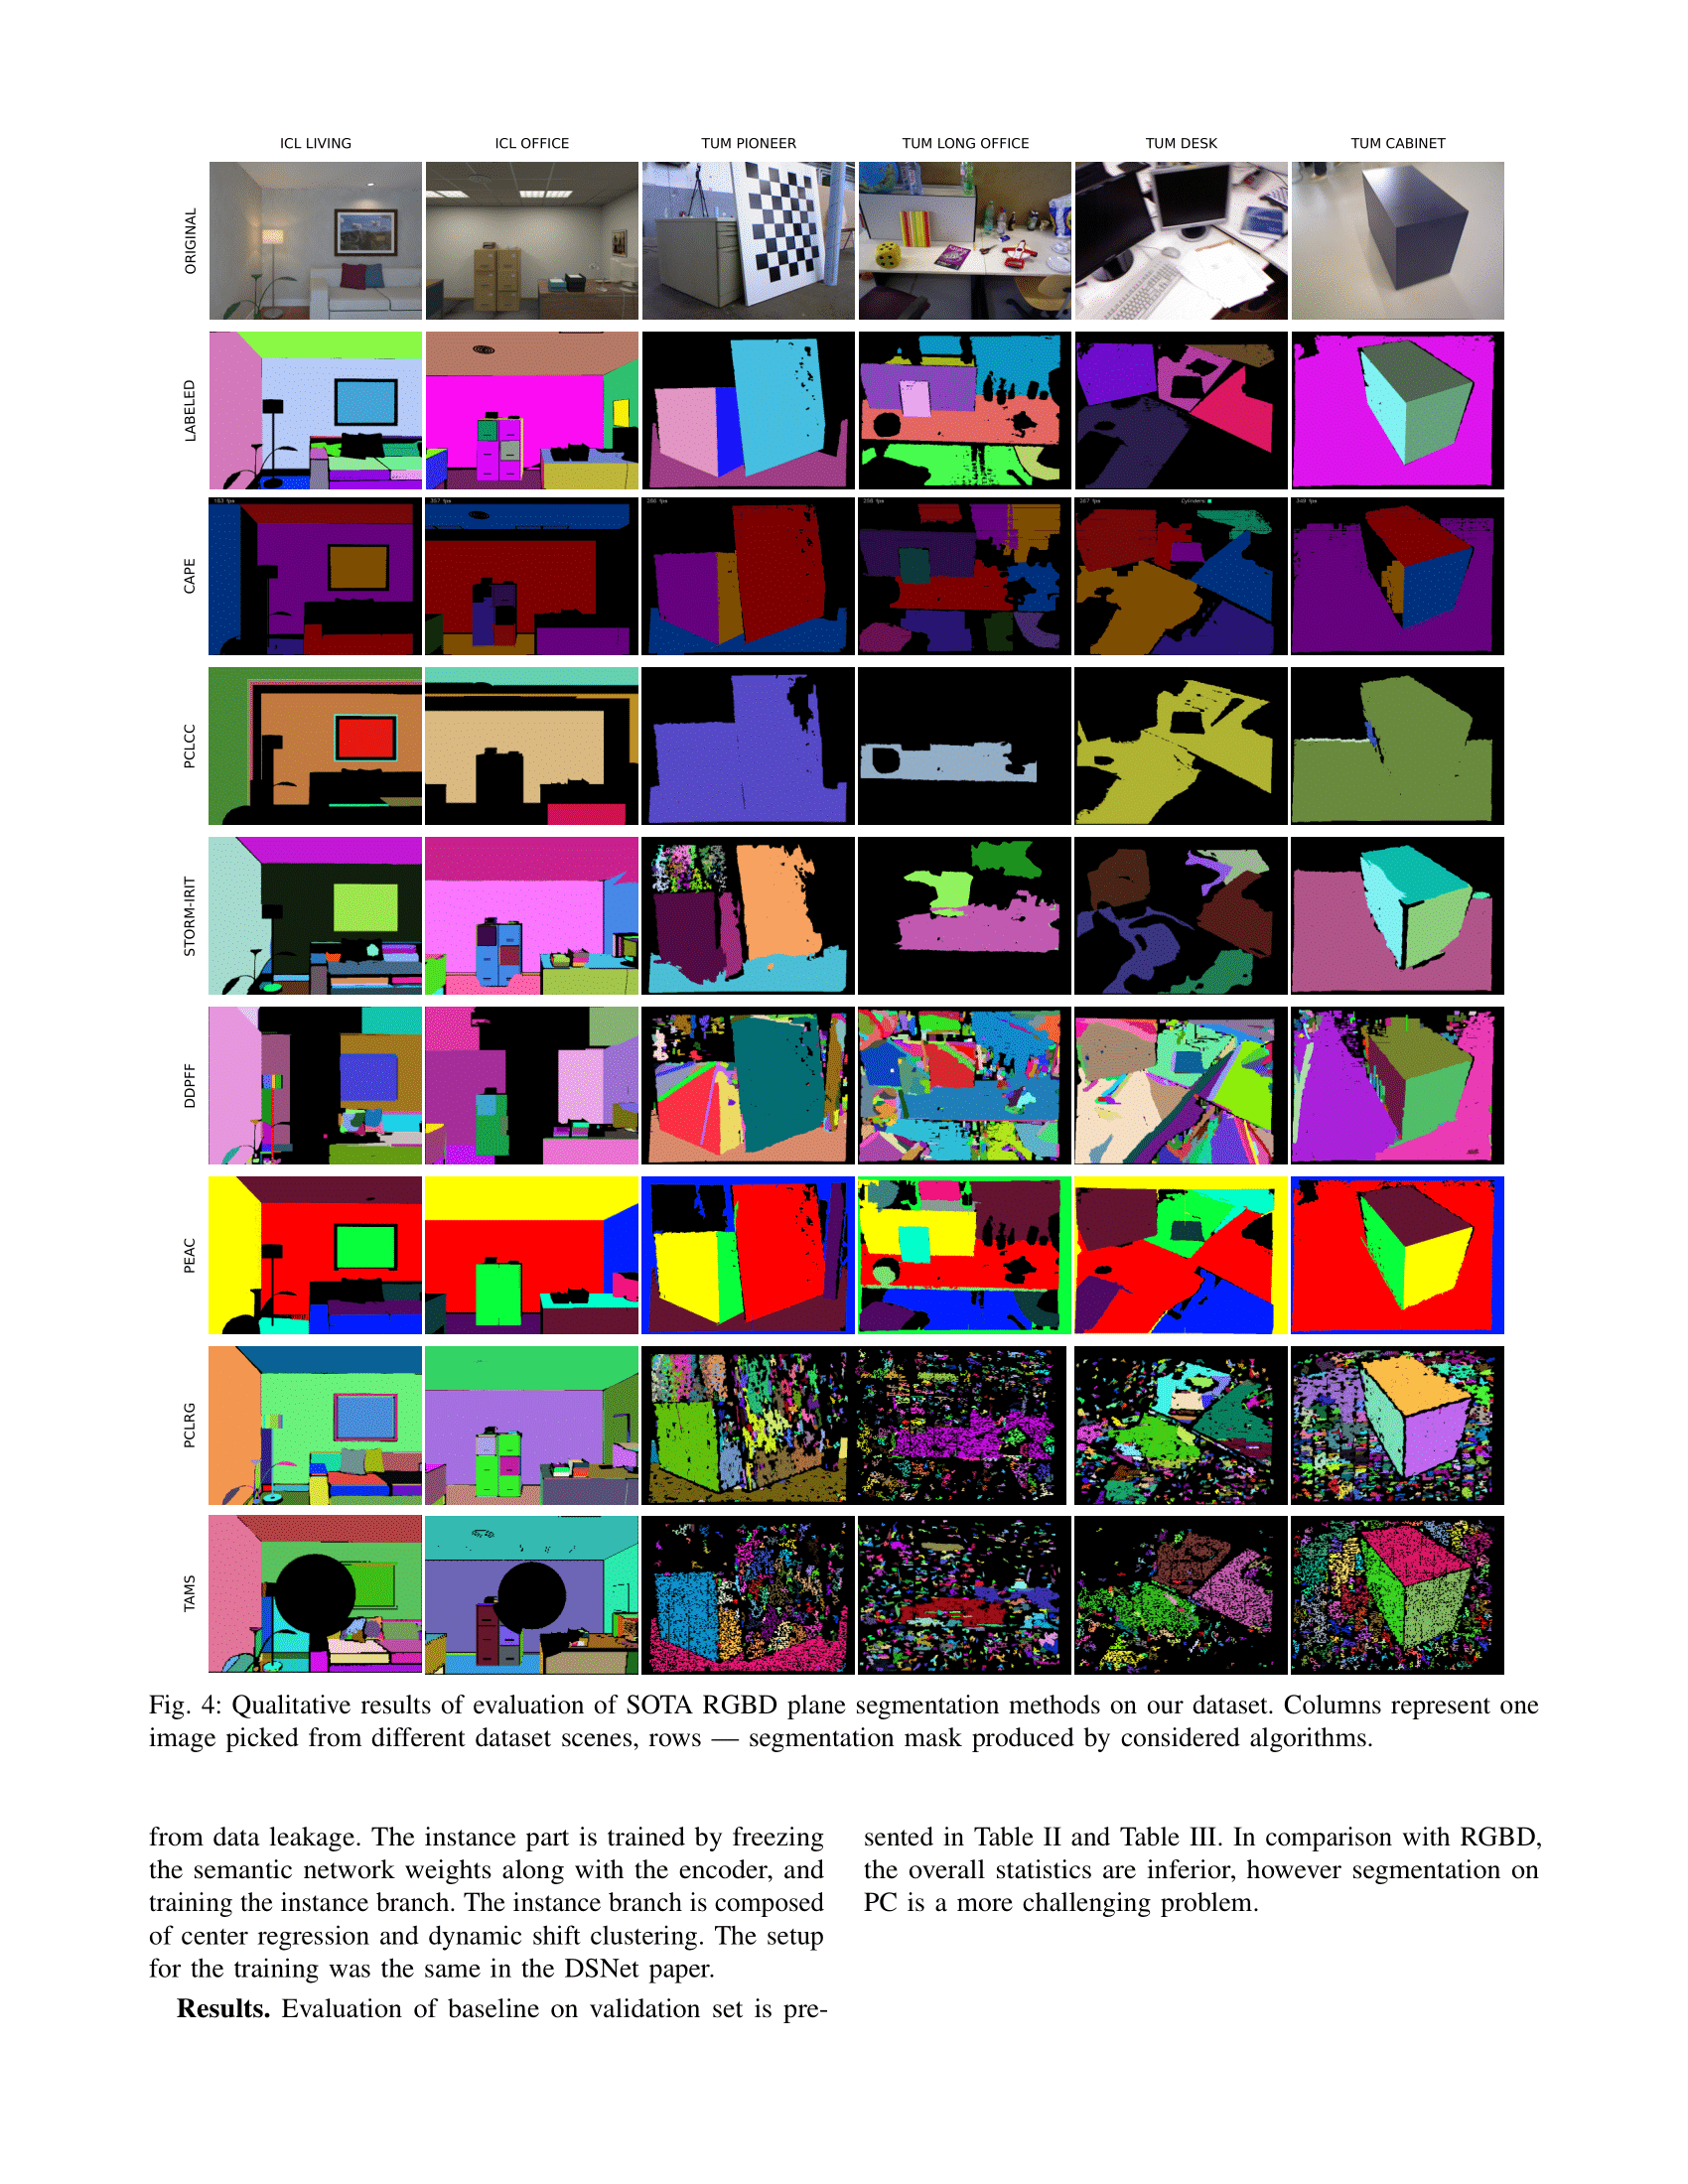 ICL LIVING ICL OFFICE TUM PIONEER TUM LONG OFFICE TUM DESK TUM CABINET
ORIGINAL
LABELED
CAPE
PCLCC
STORM-IRIT
DDPFF
PEAC
PCLRG
TAMS
Fig. 4: Qualitative results of evaluation of SOTA RGBD plane segmentation methods on our dataset. Columns represent one
image picked from different dataset scenes, rows — segmentation mask produced by considered algorithms.
from data leakage. The instance part is trained by freezing
the semantic network weights along with the encoder, and
training the instance branch. The instance branch is composed
of center regression and dynamic shift clustering. The setup
for the training was the same in the DSNet paper.
Results. Evaluation of baseline on validation set is pre-
sented in Table II and Table III. In comparison with RGBD,
the overall statistics are inferior, however segmentation on
PC is a more challenging problem.